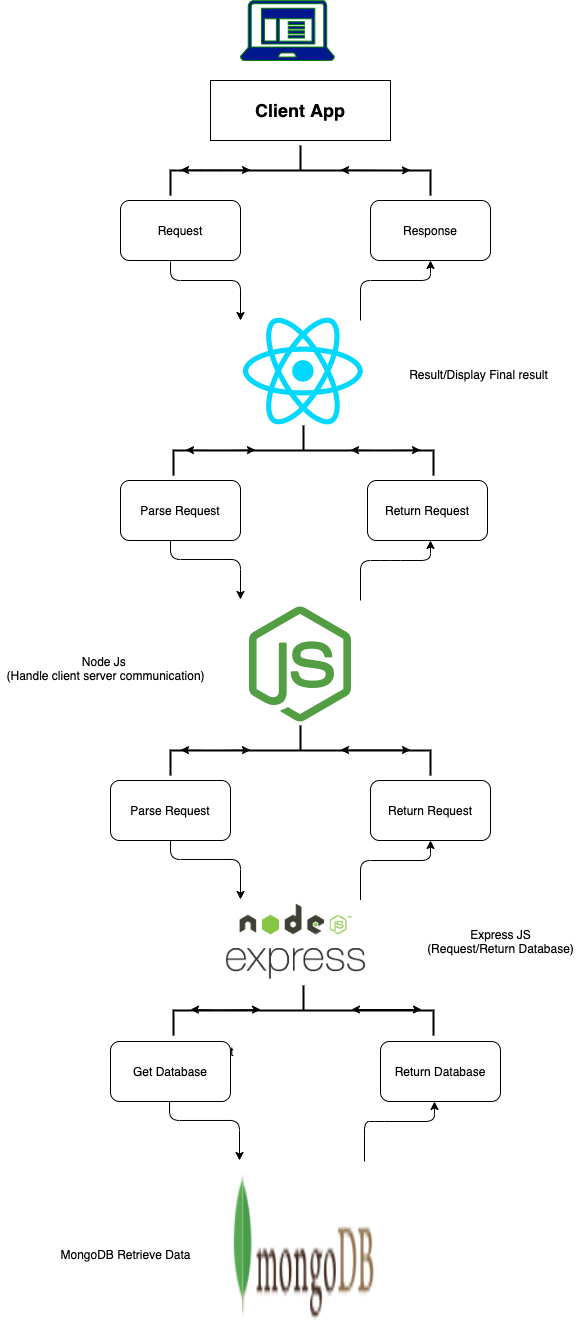 Client App
Request
Response
Result/Display Final result
Parse Request
Return Request
JS
Node Js
(Handle client server communication)
Parse Request
Return Request
node JS
express
Express JS
(Request/Return Database)
t
Get Database
Return Database
MongoDB Retrieve Data
mongoDB